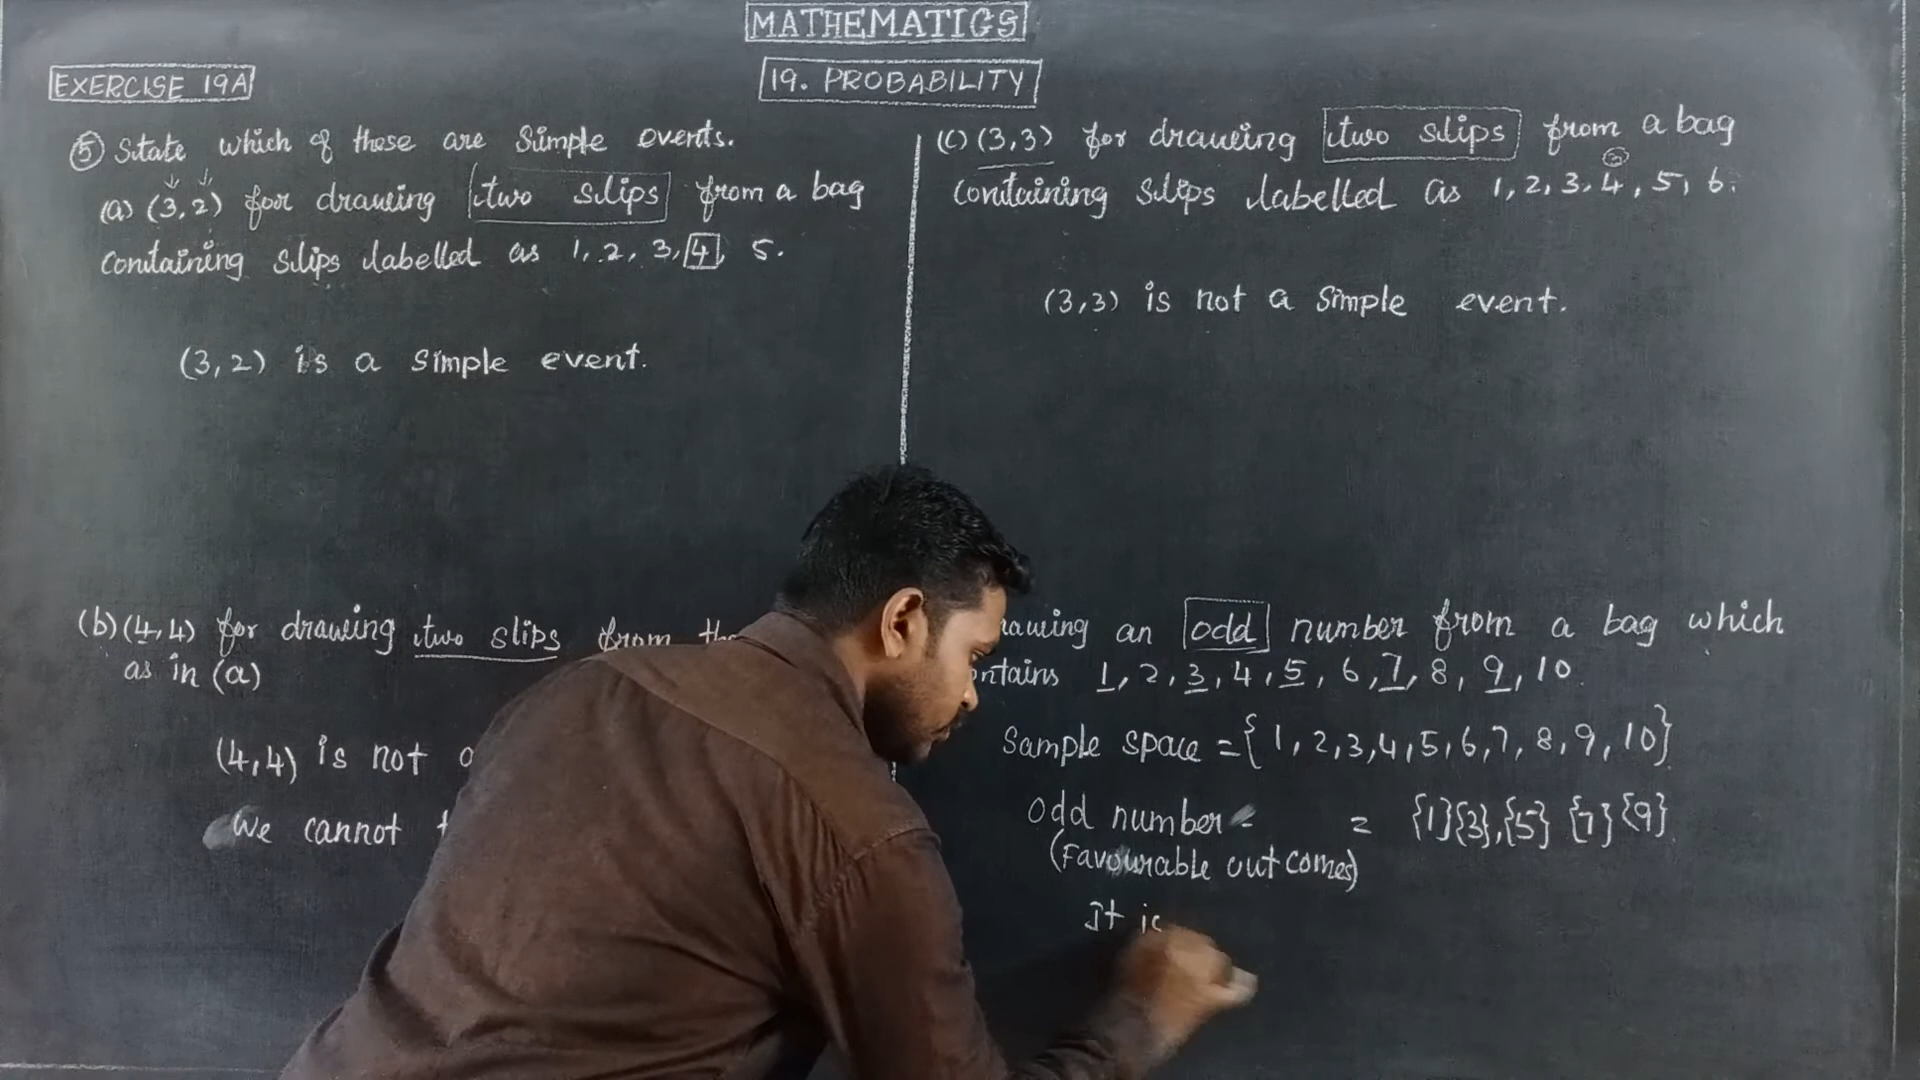 MATHEMATICS
19. PROBABILITY
EXERCISE 19A
⑤ State which of these are Simple events.
(a) (3,2) for drawing two slips from a bag
containing slips labelled as 1, 2, 3, 4, 5.
(3,2) is a simple event.
(b) (4,4) for drawing two slips from the
as in (a)
(4,4) is not
We cannot
(c) (3,3) for drawing two slips from a bag
containing slips labelled as 1, 2, 3, 4, 5, 6.
(3,3) is not a simple event.
an odd number from a bag which
1, 2, 3, 4, 5, 6, 7, 8, 9, 10
Sample space = {1, 2, 3, 4, 5, 6, 7, 8, 9, 10}
Odd number = {1}{3},{5} {7} {9}
(Favourable outcomes)
It is